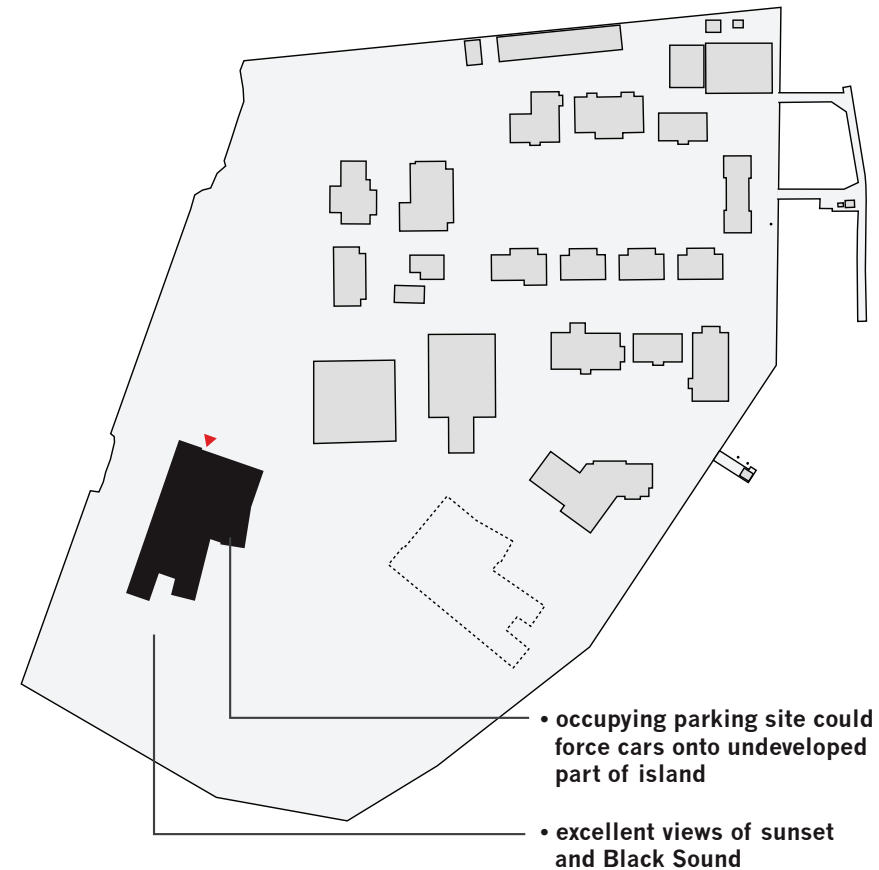 • occupying parking site could
force cars onto undeveloped
part of island
• excellent views of sunset
and Black Sound